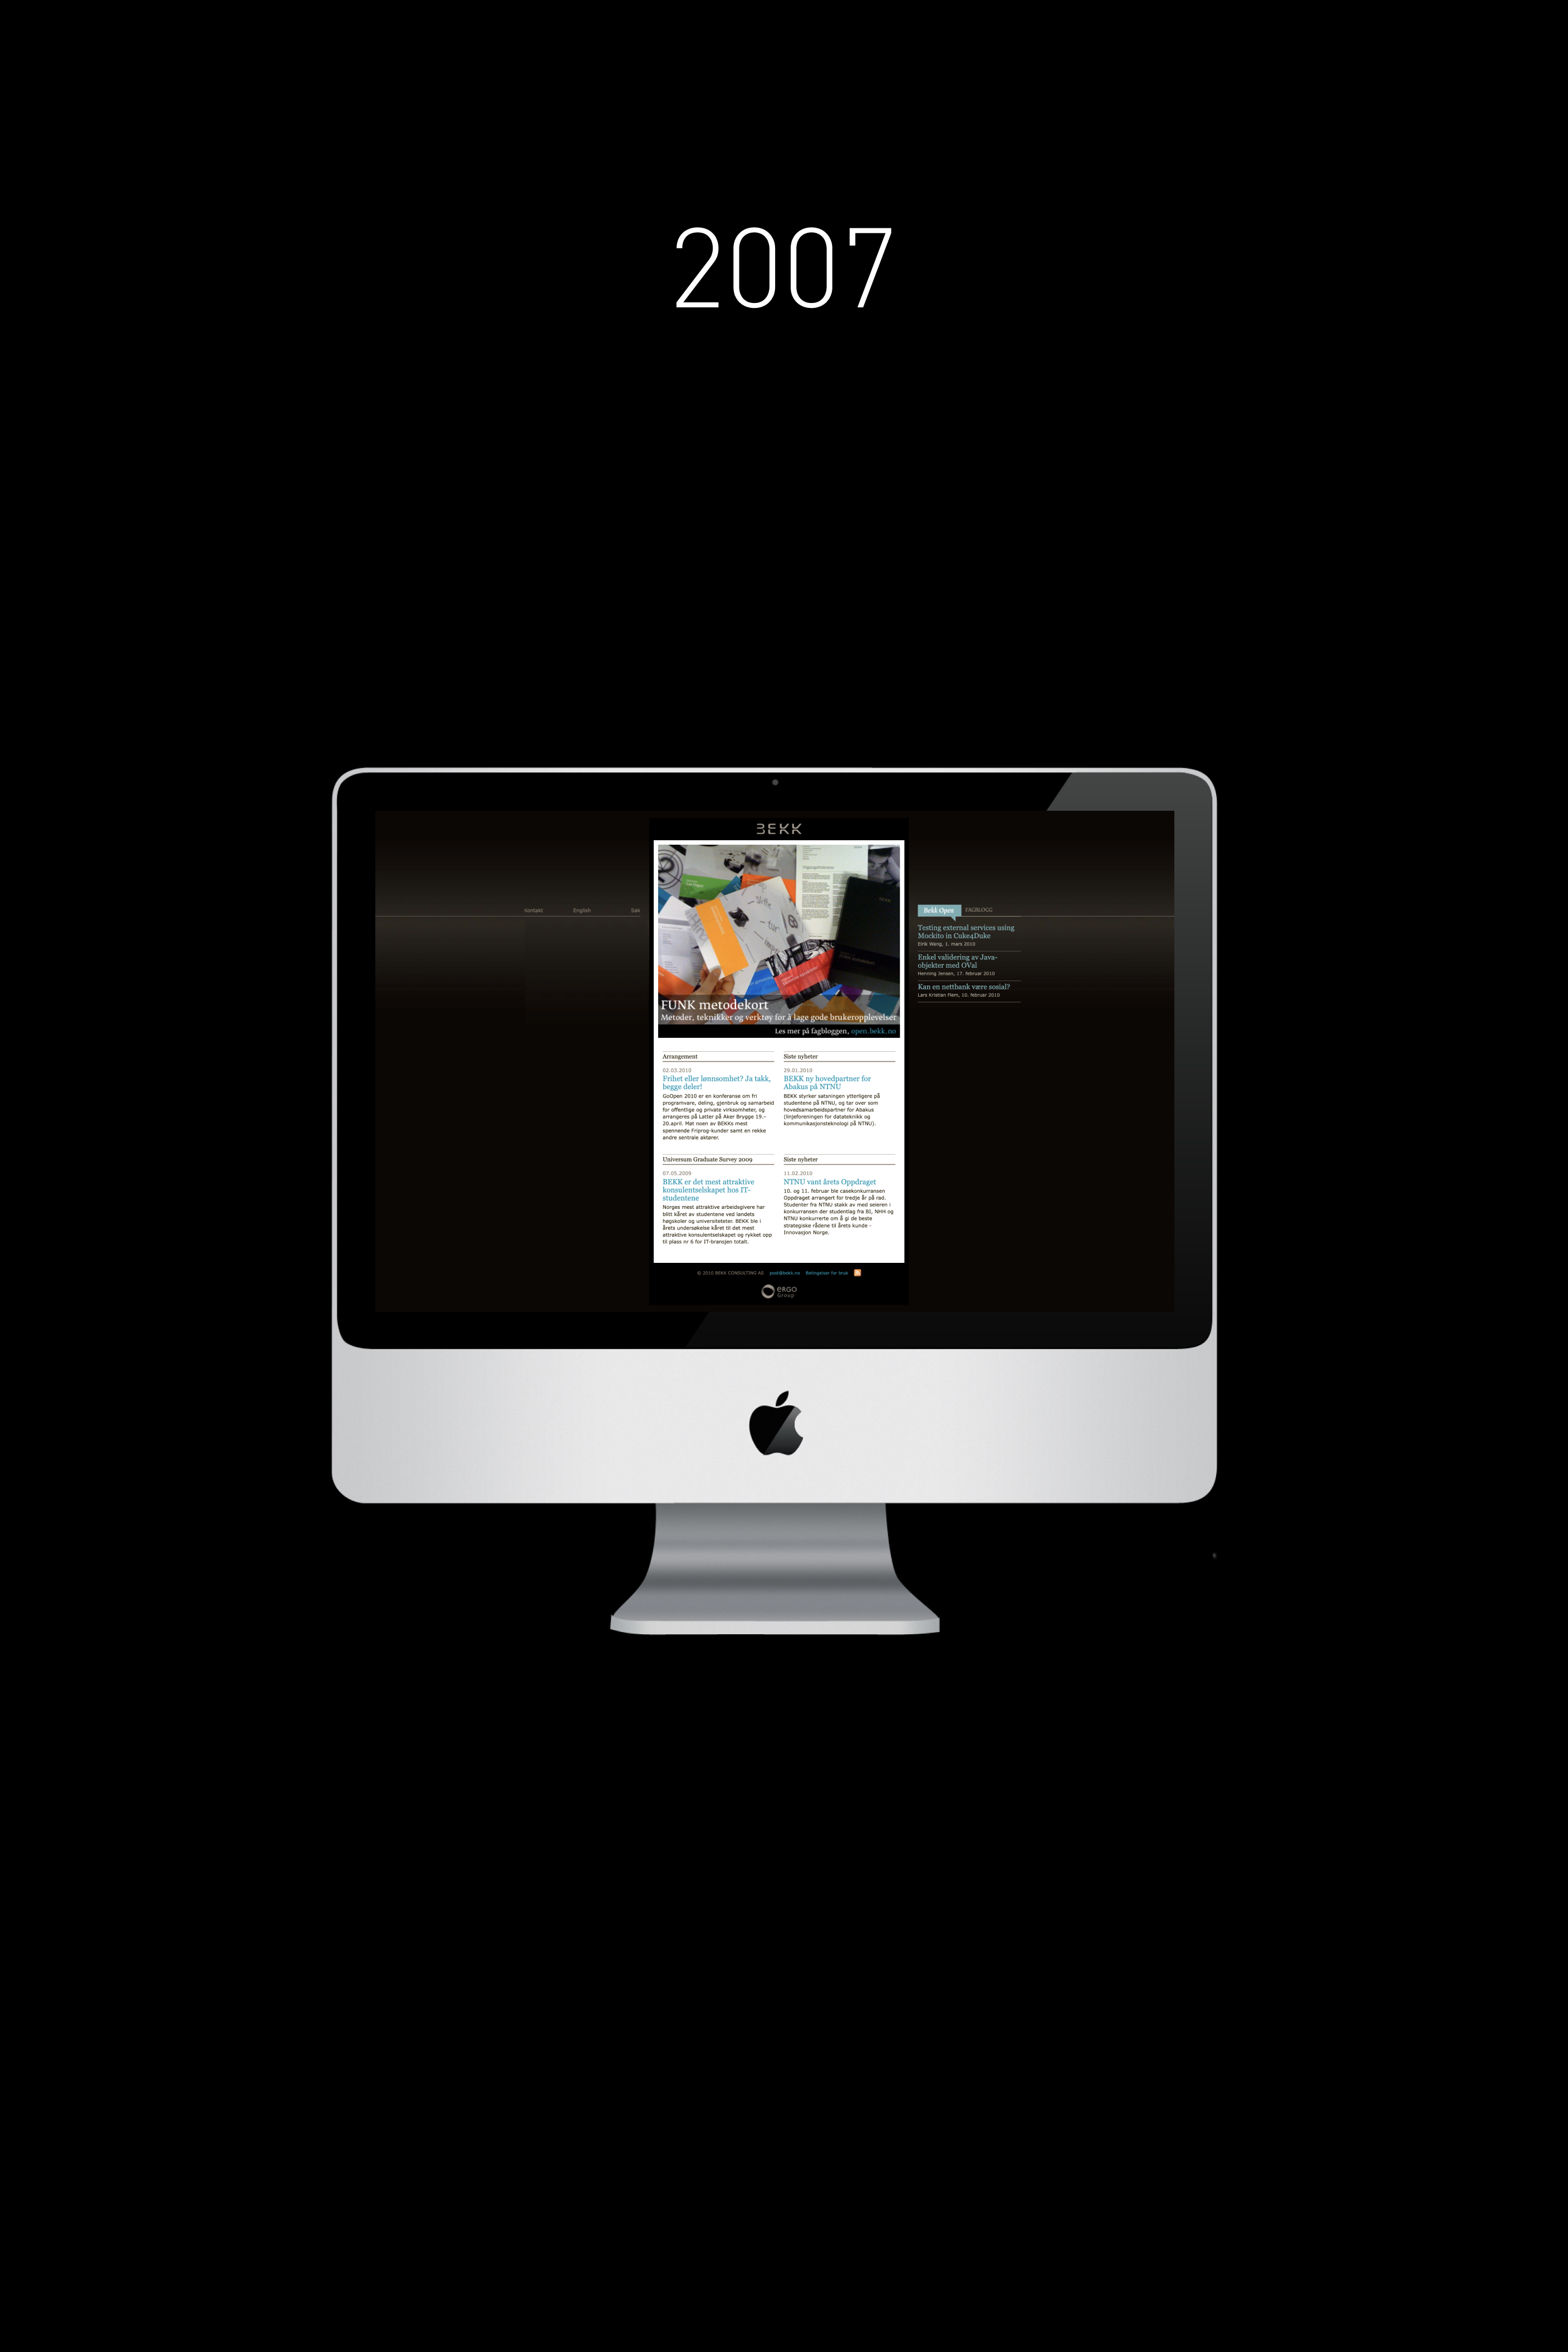 2007
BEKK
Kontakt English Søk
FUNK metodekort
Metoder, teknikker og verktøy for å lage gode brukeropplevelser
Les mer på fagbloggen, open.bekk.no
Bekk Open FAGBLOGG
Testing external services using
Mockito in Cuke4Duke
Eirik Wang, 1. mars 2010
Enkel validering av Java-
objekter med OVal
Henning Jensen, 17. februar 2010
Kan en nettbank være sosial?
Lars Kristian Flem, 10. februar 2010
Arrangement
02.03.2010
Frihet eller lønnsomhet? Ja takk,
begge deler!
GoOpen 2010 er en konferanse om fri
programvare, deling, gjenbruk og samarbeid
for offentlige og private virksomheter, og
arrangeres på Latter på Aker Brygge 19.-
20.april. Møt noen av BEKKs mest
spennende Friprog-kunder samt en rekke
andre sentrale aktører.
Siste nyheter
29.01.2010
BEKK ny hovedpartner for
Abakus på NTNU
BEKK styrker satsningen ytterligere på
studentene på NTNU, og tar over som
hovedsamarbeidspartner for Abakus
(linjeforeningen for datateknikk og
kommunikasjonsteknologi på NTNU).
Universum Graduate Survey 2009
07.05.2009
BEKK er det mest attraktive
konsulentselskapet hos IT-
studentene
Norges mest attraktive arbeidsgivere har
blitt kåret av studentene ved landets
høgskoler og universiteter. BEKK ble i
årets undersøkelse kåret til det mest
attraktive konsulentselskapet og rykket opp
til plass nr 6 for IT-bransjen totalt.
Siste nyheter
11.02.2010
NTNU vant årets Oppdraget
10. og 11. februar ble casekonkurransen
Oppdraget arrangert for tredje år på rad.
Studenter fra NTNU stakk av med seieren i
konkurransen der studentlag fra BI, NHH og
NTNU konkurrerte om å gi de beste
strategiske rådene til årets kunde -
Innovasjon Norge.
© 2010 BEKK CONSULTING AS post@bekk.no Betingelser for bruk
eRGO
Group